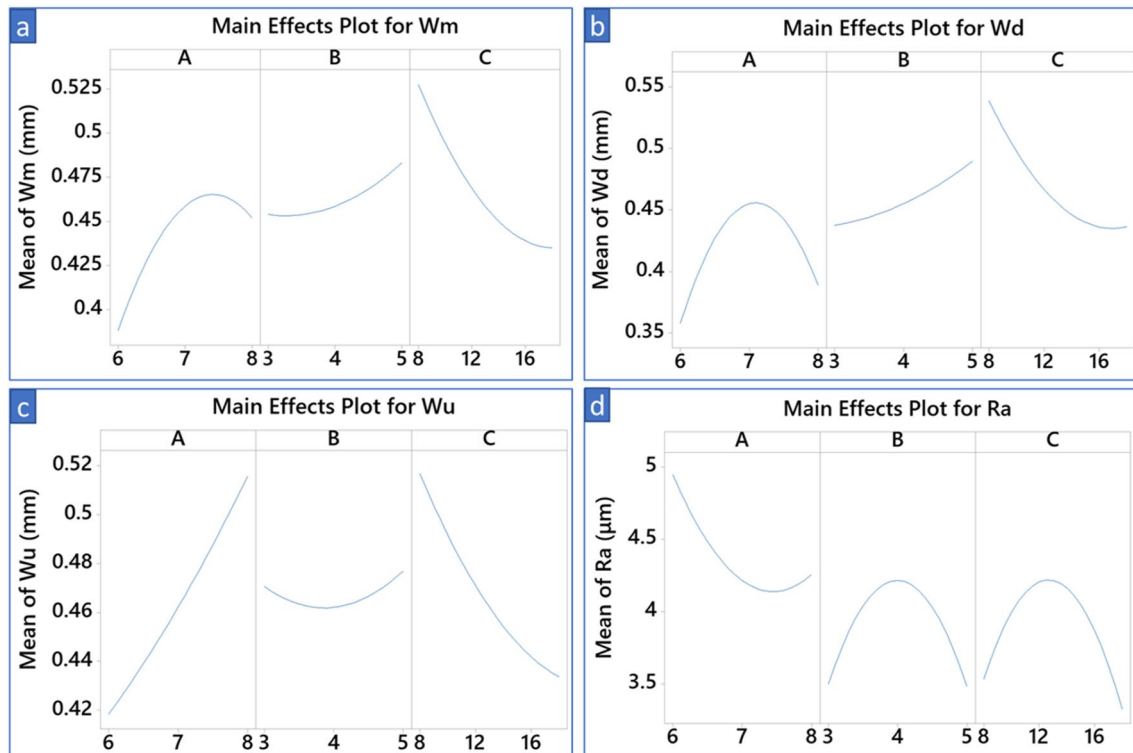 a
Main Effects Plot for Wm
A B C
Mean of Wm (mm)
0.525
0.5
0.475
0.45
0.425
0.4
6 7 8 3 4 5 8 12 16
b
Main Effects Plot for Wd
A B C
Mean of Wd (mm)
0.55
0.5
0.45
0.4
0.35
6 7 8 3 4 5 8 12 16
c
Main Effects Plot for Wu
A B C
Mean of Wu (mm)
0.52
0.5
0.48
0.46
0.44
0.42
6 7 8 3 4 5 8 12 16
d
Main Effects Plot for Ra
A B C
Mean of Ra (μm)
5
4.5
4
3.5
6 7 8 3 4 5 8 12 16